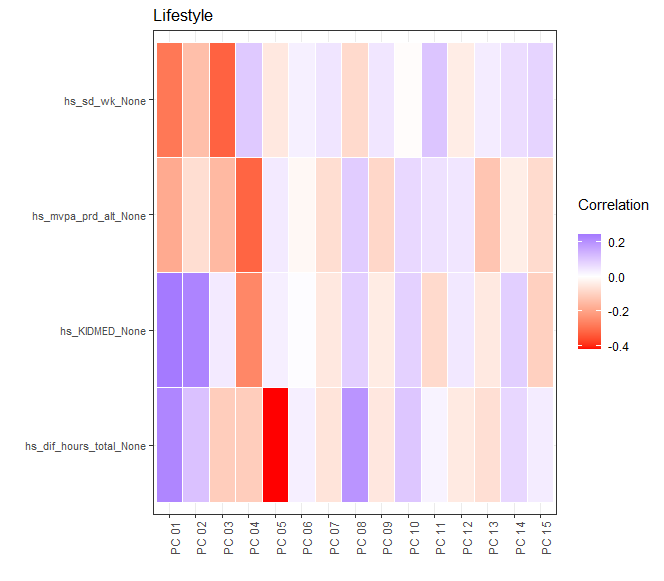 Lifestyle
hs_sd_wk_None
hs_mvpa_prd_alt_None
hs_KIDMED_None
hs_dif_hours_total_None
PC 01
PC 02
PC 03
PC 04
PC 05
PC 06
PC 07
PC 08
PC 09
PC 10
PC 11
PC 12
PC 13
PC 14
PC 15
Correlation
0.2
0.0
-0.2
-0.4